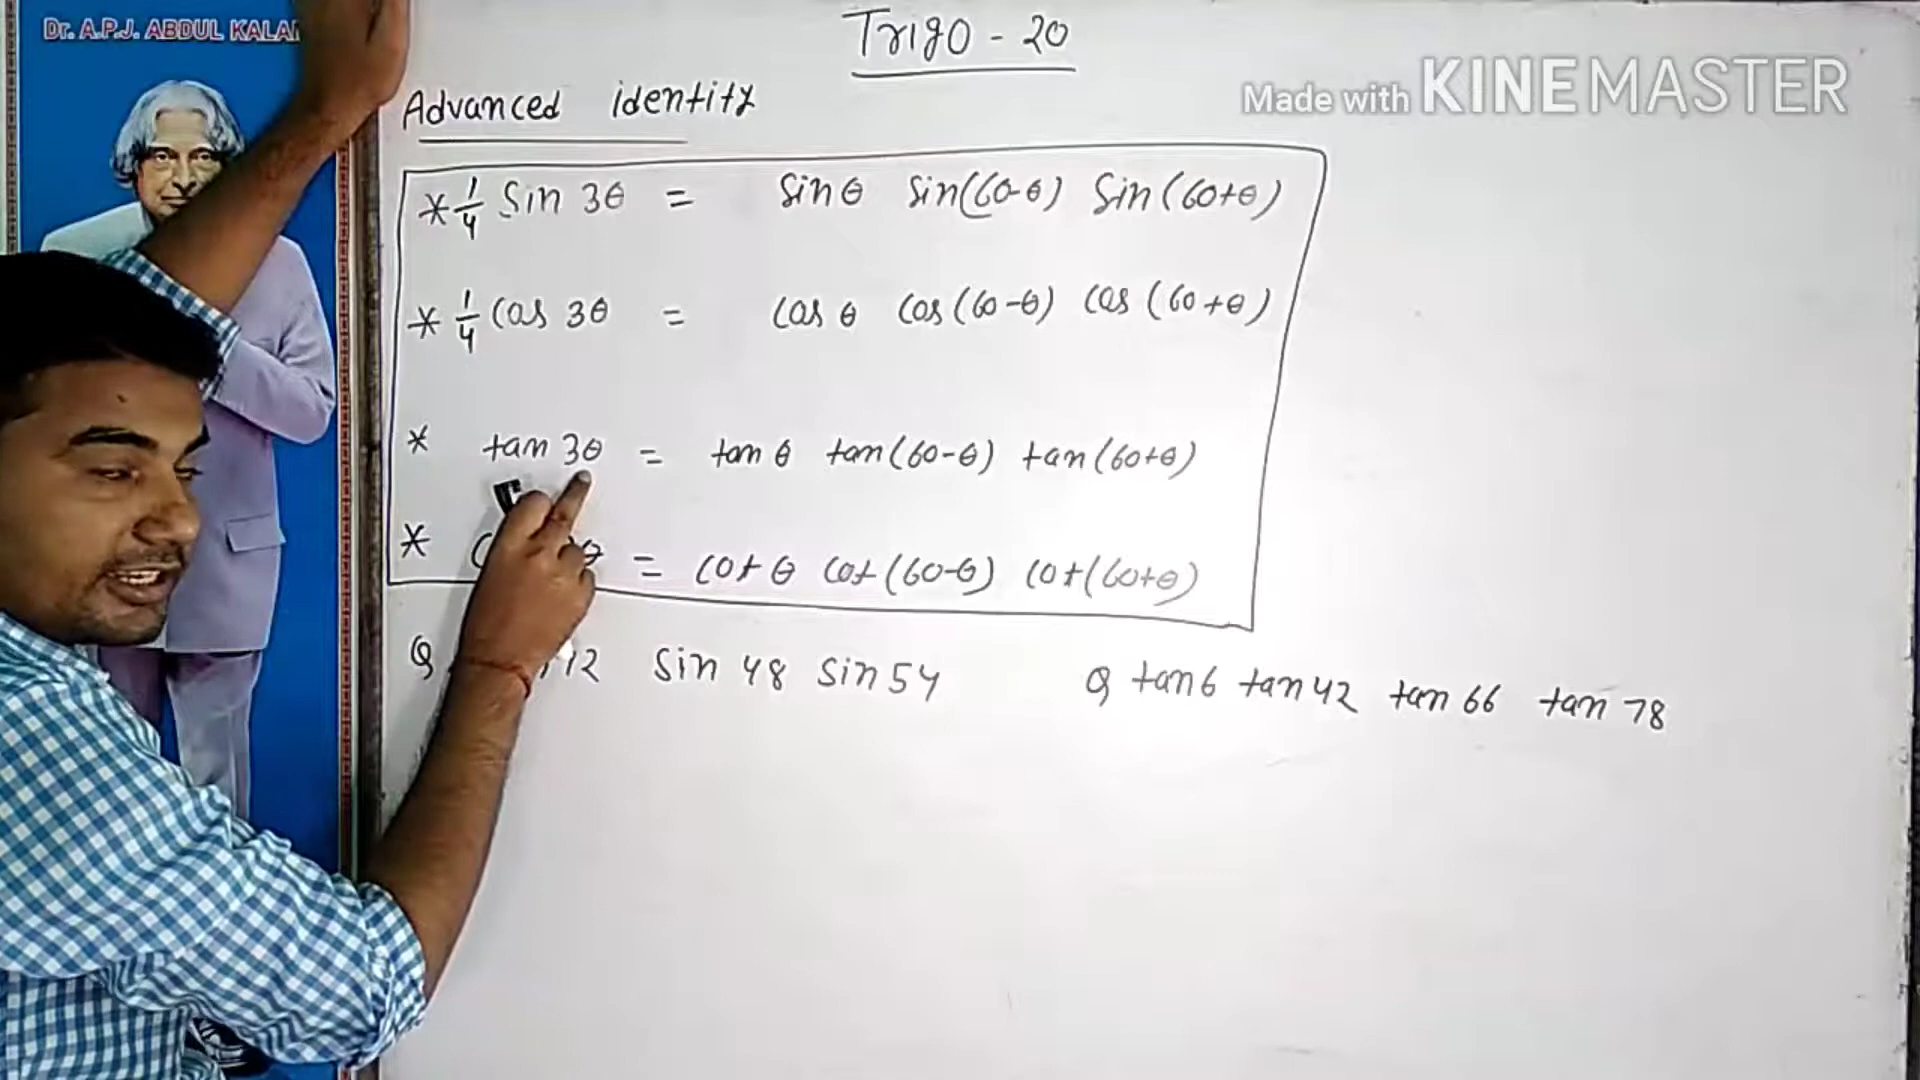 Dr. A.P.J. ABDUL KALAM
Trigo - 20
Made with KINEMASTER
Advanced identity
* 1/4 Sin 3θ = Sin θ Sin(60-θ) Sin (60+θ)
* 1/4 Cos 3θ = Cos θ Cos (60-θ) Cos (60+θ)
* tan 3θ = tan θ tan (60-θ) tan (60+θ)
* θ = Cot θ Cot (60-θ) Cot (60+θ)
Q 12 Sin 48 Sin 54
Q tan 6 tan 42 tan 66 tan 78